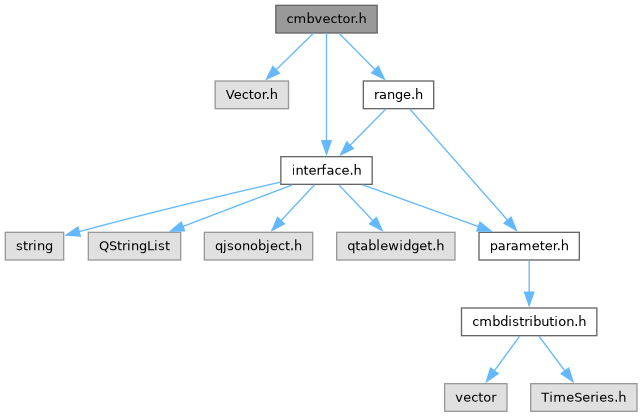 cmbvector.h
Vector.h
range.h
interface.h
string
QStringList
qjsonobject.h
qtablewidget.h
parameter.h
cmbdistribution.h
vector
TimeSeries.h